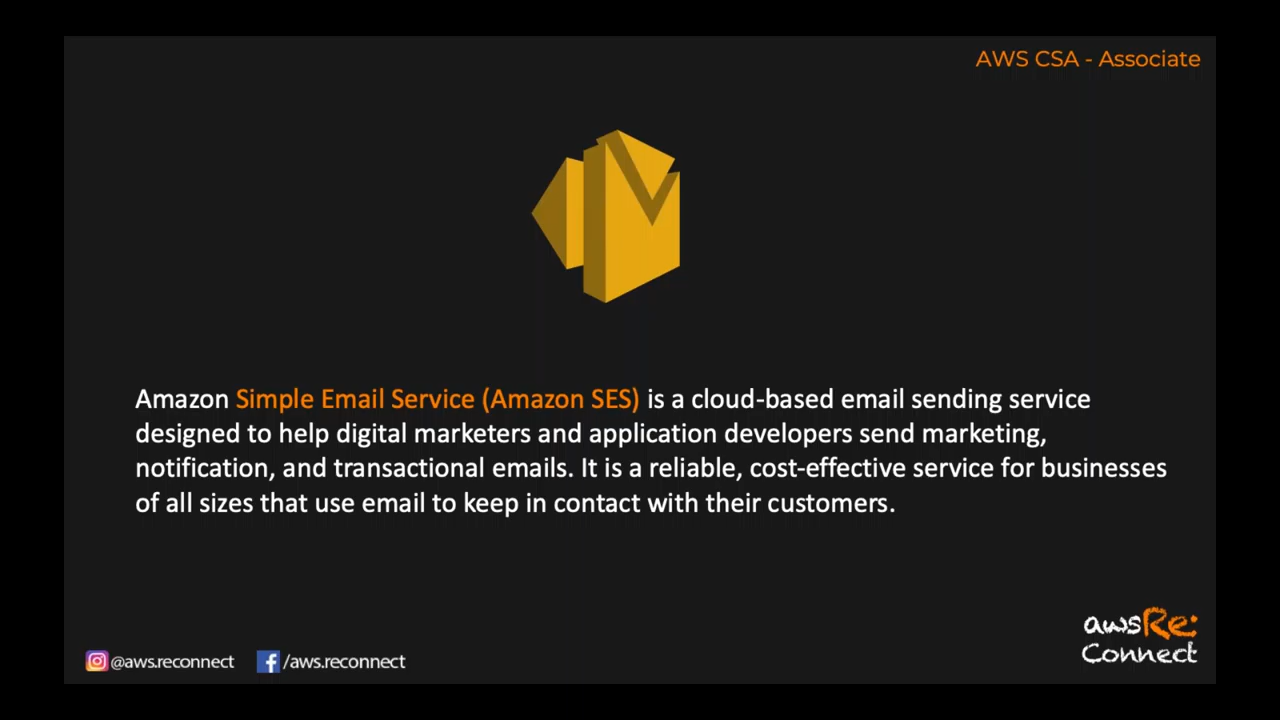 AWS CSA - Associate
Amazon Simple Email Service (Amazon SES) is a cloud-based email sending service
designed to help digital marketers and application developers send marketing,
notification, and transactional emails. It is a reliable, cost-effective service for businesses
of all sizes that use email to keep in contact with their customers.
@aws.reconnect
/aws.reconnect
awsRe:
Connect